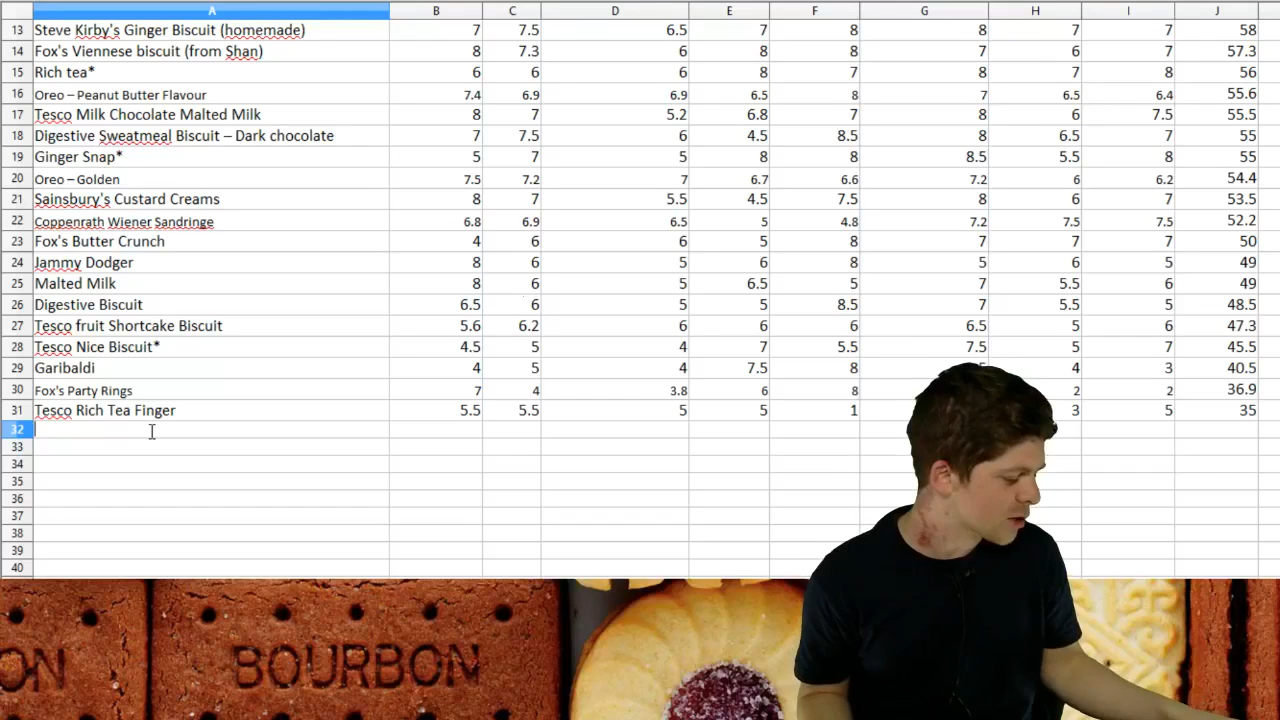 A B C D E F G H I J
13 Steve Kirby's Ginger Biscuit (homemade) 7 7.5 6.5 7 8 8 7 7 58
14 Fox's Viennese biscuit (from Shan) 8 7.3 6 8 8 7 6 7 57.3
15 Rich tea* 6 6 6 8 7 8 7 8 56
16 Oreo – Peanut Butter Flavour 7.4 6.9 6.9 6.5 8 7 6.5 6.4 55.6
17 Tesco Milk Chocolate Malted Milk 8 7 5.2 6.8 7 8 6 7.5 55.5
18 Digestive Sweatmeal Biscuit – Dark chocolate 7 7.5 6 4.5 8.5 8 6.5 7 55
19 Ginger Snap* 5 7 5 8 8 8.5 5.5 8 55
20 Oreo – Golden 7.5 7.2 7 6.7 6.6 7.2 6 6.2 54.4
21 Sainsbury's Custard Creams 8 7 5.5 4.5 7.5 8 6 7 53.5
22 Coppenrath Wiener Sandringe 6.8 6.9 6.5 5 4.8 7.2 7.5 7.5 52.2
23 Fox's Butter Crunch 4 6 6 5 8 7 7 7 50
24 Jammy Dodger 8 6 5 6 8 5 6 5 49
25 Malted Milk 8 6 5 6.5 5 7 5.5 6 49
26 Digestive Biscuit 6.5 6 5 5 8.5 7 5.5 5 48.5
27 Tesco fruit Shortcake Biscuit 5.6 6.2 6 6 6 6.5 5 6 47.3
28 Tesco Nice Biscuit* 4.5 5 4 7 5.5 7.5 5 7 45.5
29 Garibaldi 4 5 4 7.5 8 4 3 40.5
30 Fox's Party Rings 7 4 3.8 6 8 2 2 36.9
31 Tesco Rich Tea Finger 5.5 5.5 5 5 1 3 5 35
32
33
34
35
36
37
38
39
40
ON BOURBON